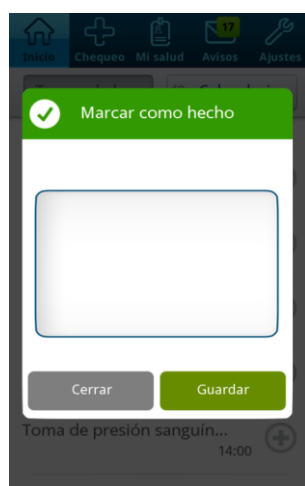 17
Inicio Chequeo Mi salud Avisos Ajustes
Marcar como hecho
Cerrar Guardar
Toma de presión sanguín...
14:00